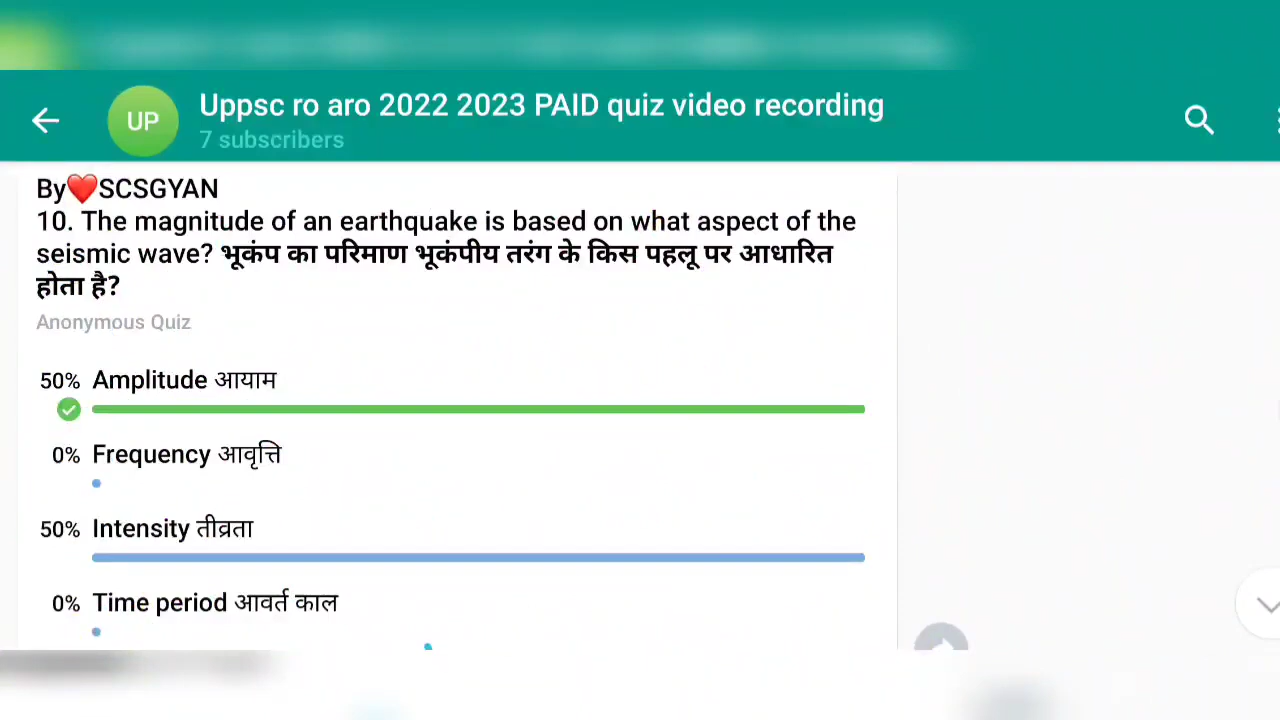 UP
Uppsc ro aro 2022 2023 PAID quiz video recording
7 subscribers
By❤️SCSGYAN
10. The magnitude of an earthquake is based on what aspect of the
seismic wave? भूकंप का परिमाण भूकंपीय तरंग के किस पहलू पर आधारित
होता है?
Anonymous Quiz
50% Amplitude आयाम
0% Frequency आवृत्ति
50% Intensity तीव्रता
0% Time period आवर्त काल